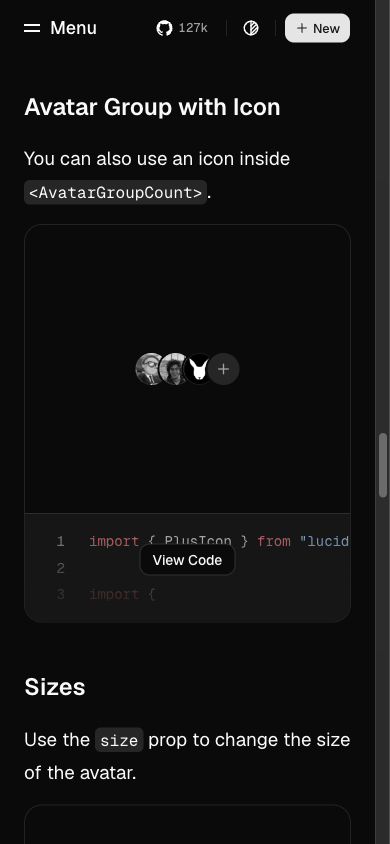 Menu
127k
New
Avatar Group with Icon
You can also use an icon inside
<AvatarGroupCount>.
1 import { PlusIcon } from "lucid
2
View Code
3 import {
Sizes
Use the size prop to change the size
of the avatar.